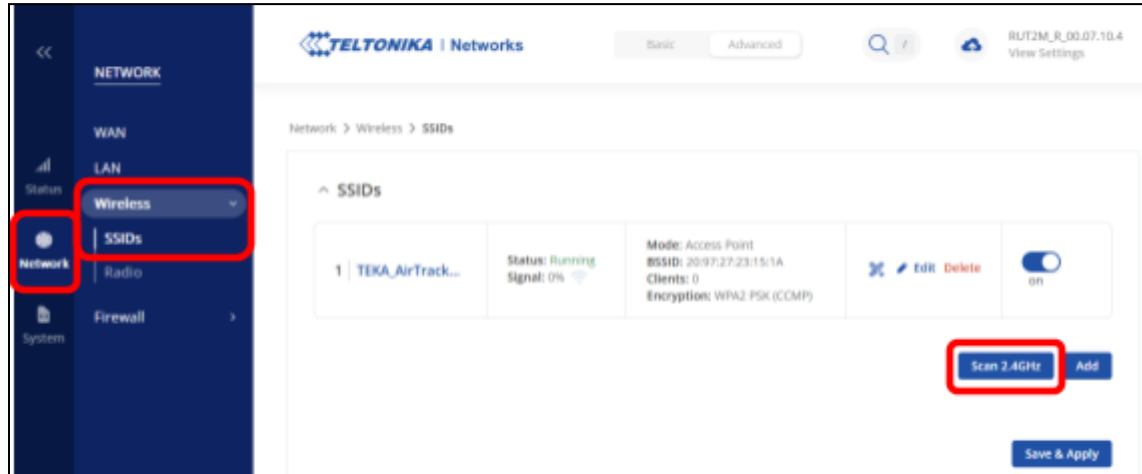 TELTONIKA | Networks
Basic
Advanced
/
RUT2M_R_00.07.10.4
View Settings
NETWORK
WAN
LAN
Wireless
SSIDs
Radio
Firewall
Status
Network
System
Network > Wireless > SSIDs
SSIDs
1 TEKA_AirTrack...
Status: Running
Signal: 0%
Mode: Access Point
BSSID: 20:97:27:23:15:1A
Clients: 0
Encryption: WPA2 PSK (CCMP)
Edit Delete
on
Scan 2.4GHz
Add
Save & Apply